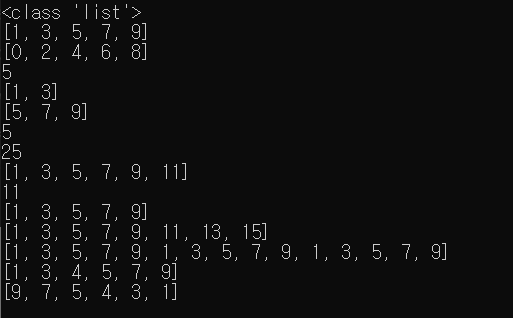 <class 'list'>
[1, 3, 5, 7, 9]
[0, 2, 4, 6, 8]
5
[1, 3]
[5, 7, 9]
5
25
[1, 3, 5, 7, 9, 11]
11
[1, 3, 5, 7, 9]
[1, 3, 5, 7, 9, 11, 13, 15]
[1, 3, 5, 7, 9, 1, 3, 5, 7, 9, 1, 3, 5, 7, 9]
[1, 3, 4, 5, 7, 9]
[9, 7, 5, 4, 3, 1]